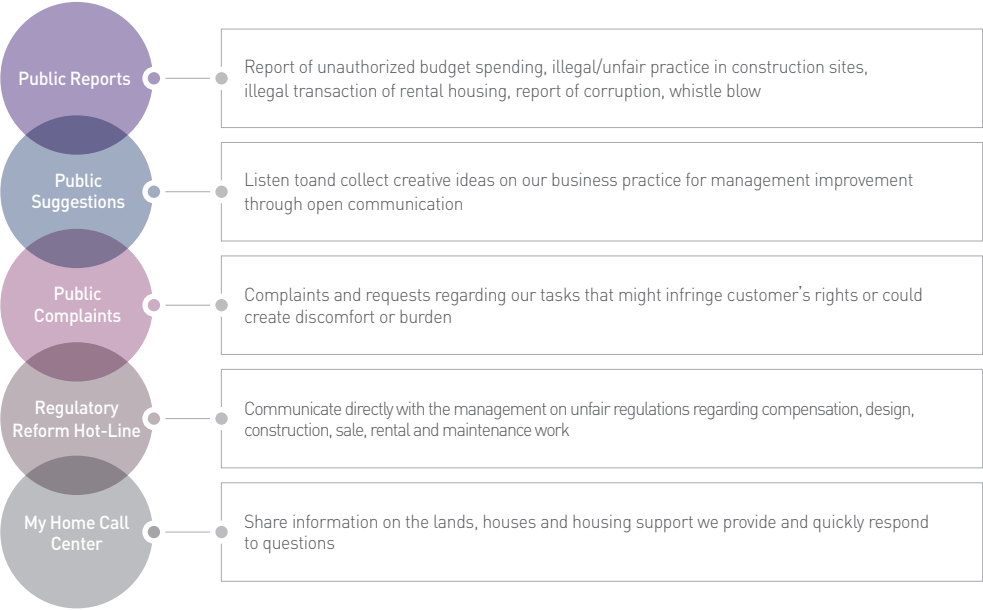 Public Reports
Report of unauthorized budget spending, illegal/unfair practice in construction sites,
illegal transaction of rental housing, report of corruption, whistle blow
Public
Suggestions
Listen toand collect creative ideas on our business practice for management improvement
through open communication
Public
Complaints
Complaints and requests regarding our tasks that might infringe customer's rights or could
create discomfort or burden
Regulatory
Reform Hot-Line
Communicate directly with the management on unfair regulations regarding compensation, design,
construction, sale, rental and maintenance work
My Home Call
Center
Share information on the lands, houses and housing support we provide and quickly respond
to questions